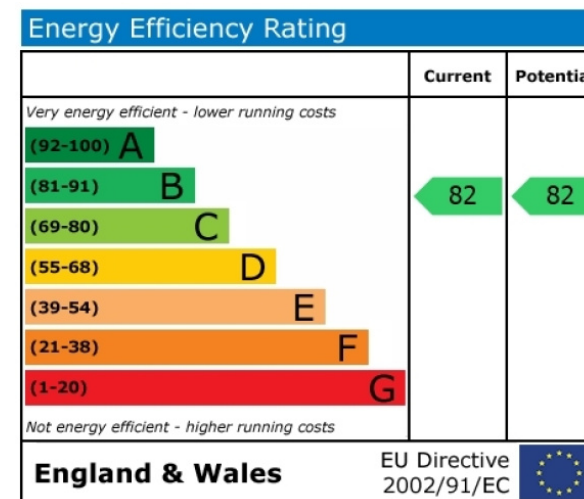 Energy Efficiency Rating
Current Potentia
Very energy efficient - lower running costs
(92-100) A
(81-91) B 82 82
(69-80) C
(55-68) D
(39-54) E
(21-38) F
(1-20) G
Not energy efficient - higher running costs
England & Wales EU Directive
2002/91/EC